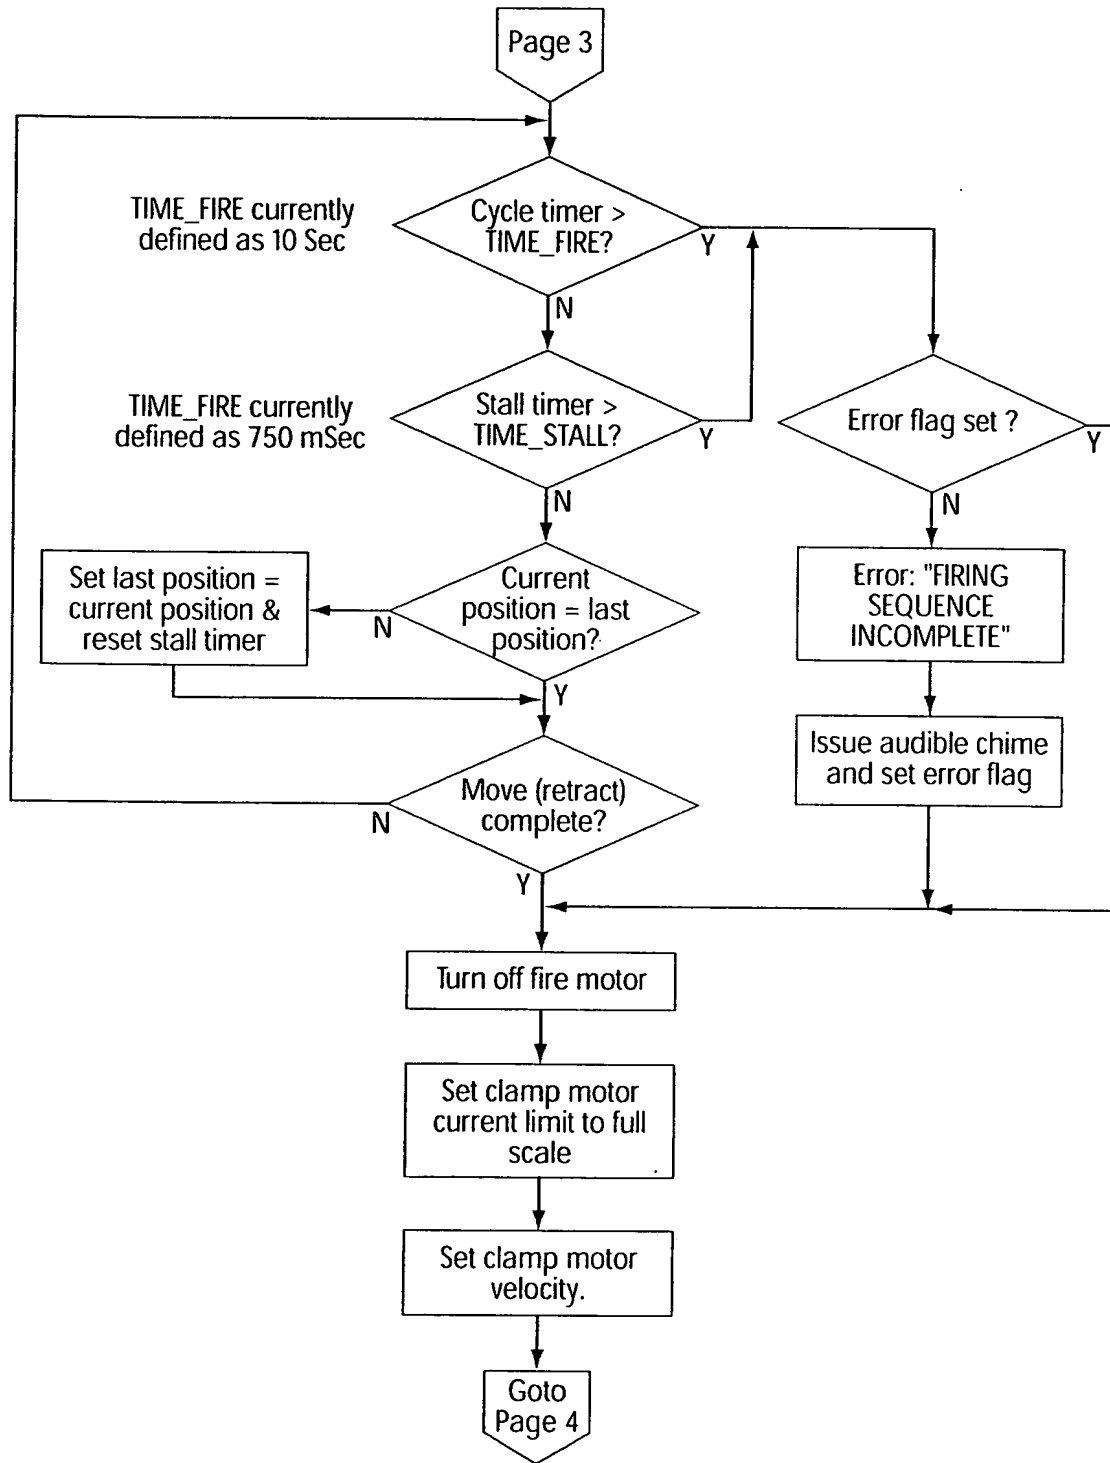 Page 3
TIME_FIRE currently
defined as 10 Sec
Cycle timer >
TIME_FIRE?
Y
N
TIME_FIRE currently
defined as 750 mSec
Stall timer >
TIME_STALL?
Y
N
Error flag set ?
Y
N
Set last position =
current position &
reset stall timer
Current
position = last
position?
N
Y
Error: "FIRING
SEQUENCE
INCOMPLETE"
Issue audible chime
and set error flag
Move (retract)
complete?
N
Y
Turn off fire motor
Set clamp motor
current limit to full
scale
Set clamp motor
velocity.
Goto
Page 4